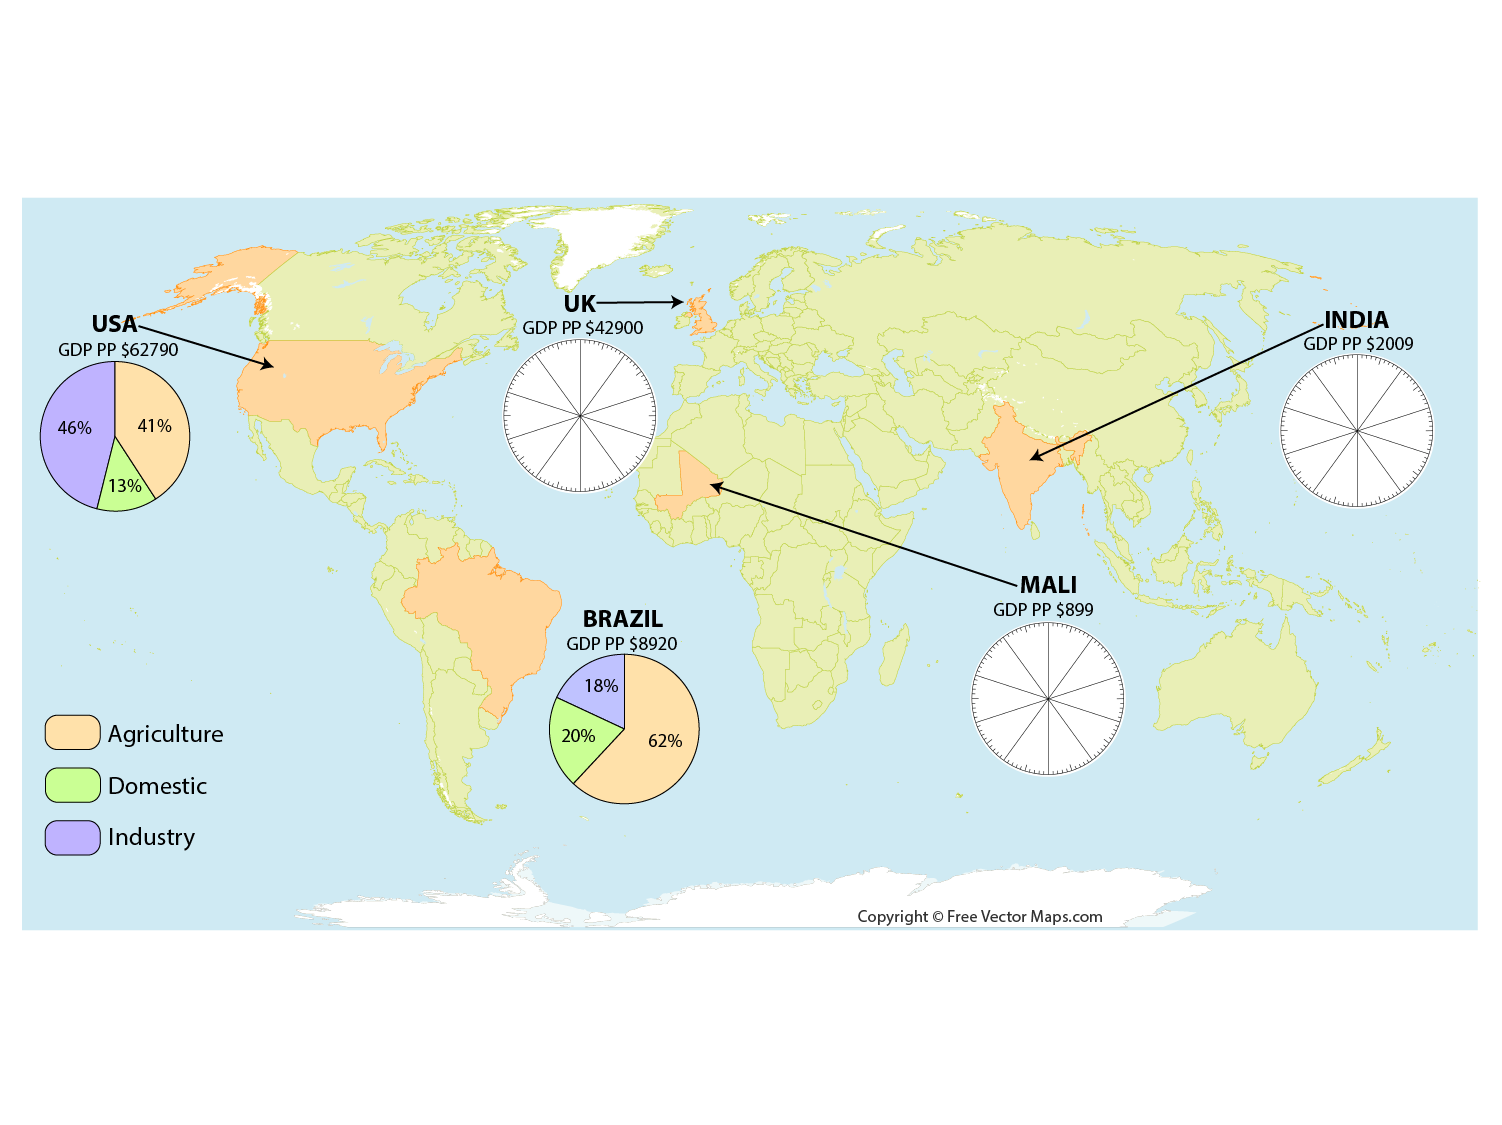 USA
GDP PP $62790
46%
41%
13%
UK
GDP PP $42900
INDIA
GDP PP $2009
MALI
GDP PP $899
BRAZIL
GDP PP $8920
18%
20%
62%
Agriculture
Domestic
Industry
Copyright © Free Vector Maps.com